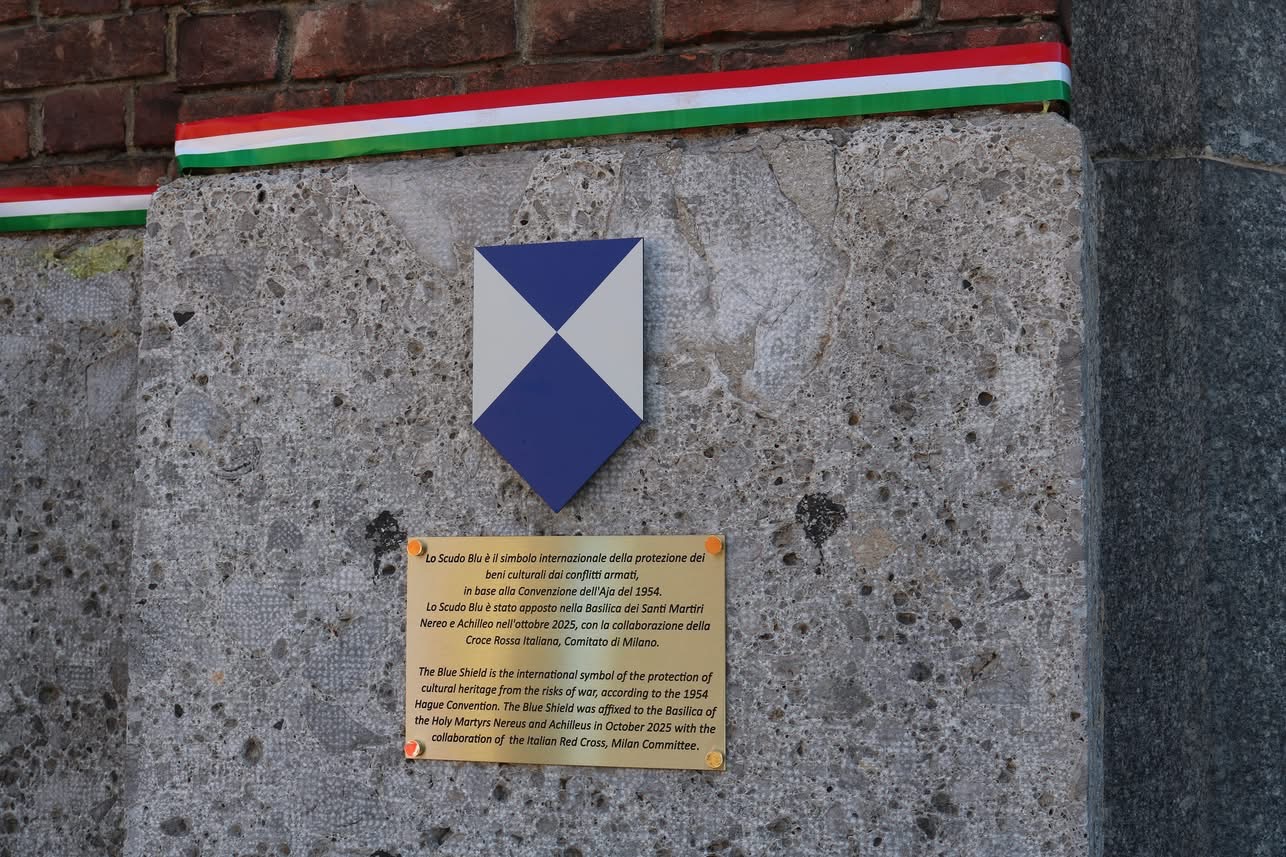 Lo Scudo Blu è il simbolo internazionale della protezione dei
beni culturali dai conflitti armati,
in base alla Convenzione dell'Aja del 1954.
Lo Scudo Blu è stato apposto nella Basilica dei Santi Martiri
Nereo e Achilleo nell'ottobre 2025, con la collaborazione della
Croce Rossa Italiana, Comitato di Milano.
The Blue Shield is the international symbol of the protection of
cultural heritage from the risks of war, according to the 1954
Hague Convention. The Blue Shield was affixed to the Basilica of
the Holy Martyrs Nereus and Achilleus in October 2025 with the
collaboration of the Italian Red Cross, Milan Committee.